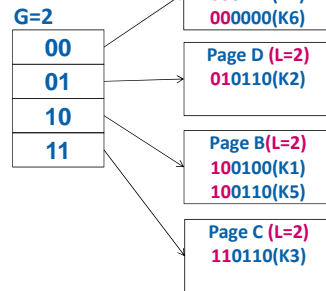 G=2
00
01
10
11
000000(K6)
Page D (L=2)
010110(K2)
Page B(L=2)
100100(K1)
100110(K5)
Page C (L=2)
110110(K3)